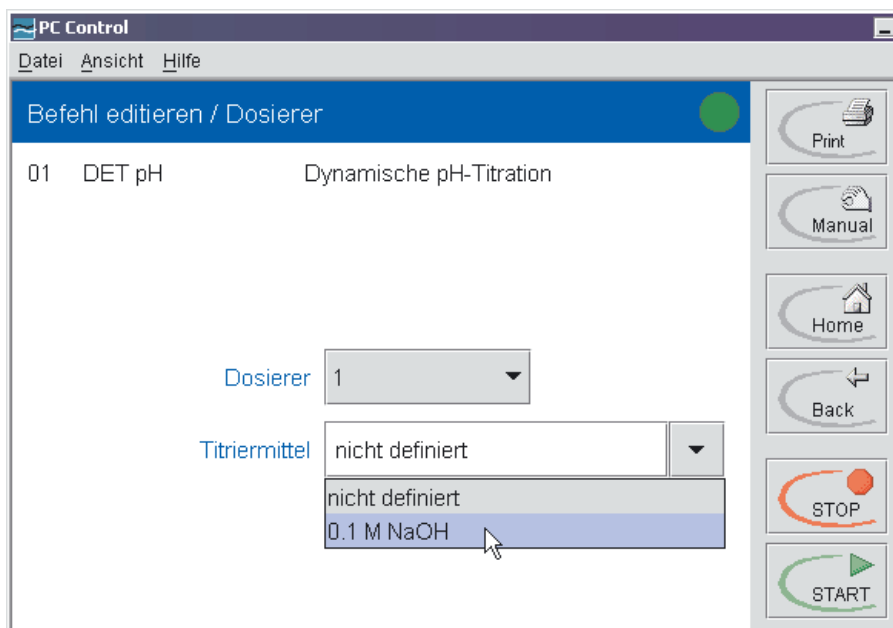 PC Control
Datei Ansicht Hilfe
Befehl editieren / Dosierer
01 DET pH Dynamische pH-Titration
Dosierer 1
Titriermittel nicht definiert
nicht definiert
0.1 M NaOH
Print
Manual
Home
Back
STOP
START